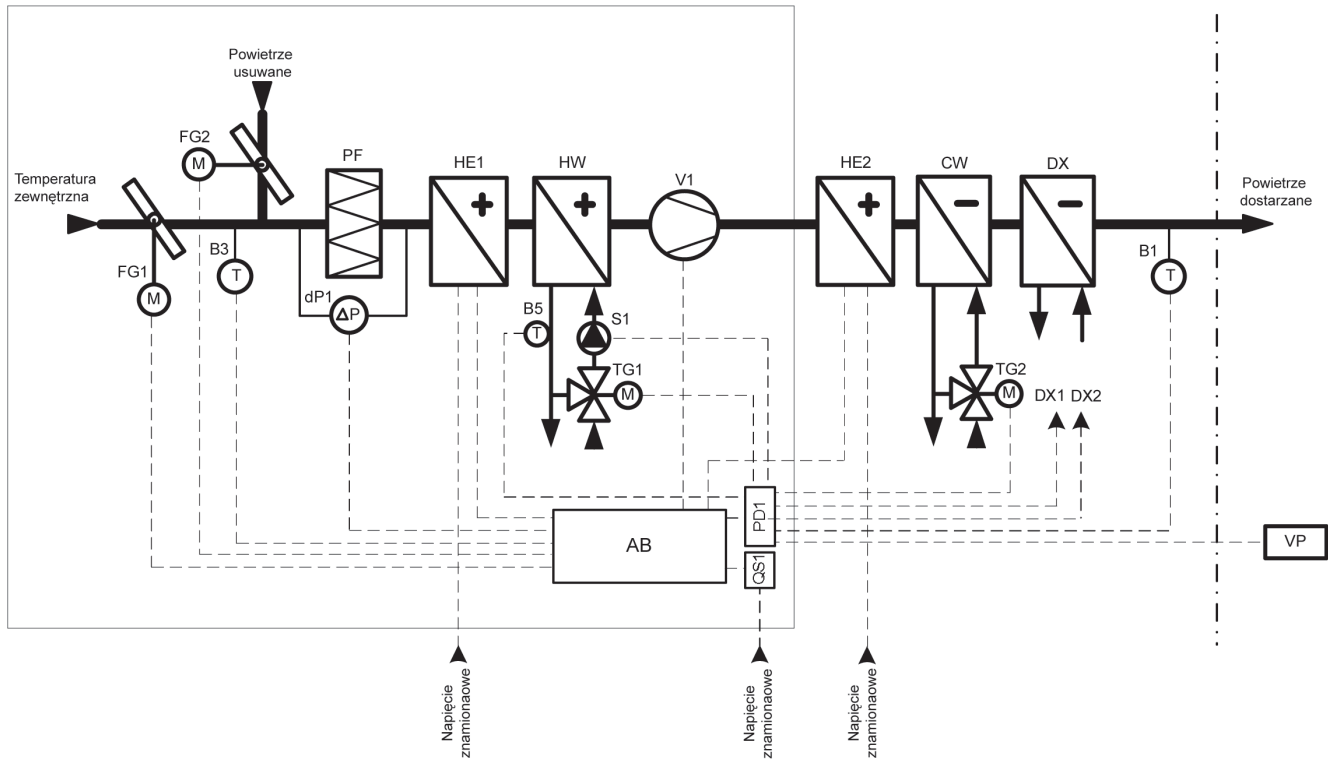 Powietrze
usuwane
FG2
M
Temperatura
zewnętrzna
FG1
M
B3
T
PF
dP1
ΔP
HE1
+
HW
+
V1
B5
T
S1
TG1
M
HE2
+
CW
−
DX
−
TG2
M
DX1 DX2
B1
T
Powietrze
dostarzane
AB
PD1
QS1
VP
Napięcie
znamionaowe
Napięcie
znamionaowe
Napięcie
znamionaowe